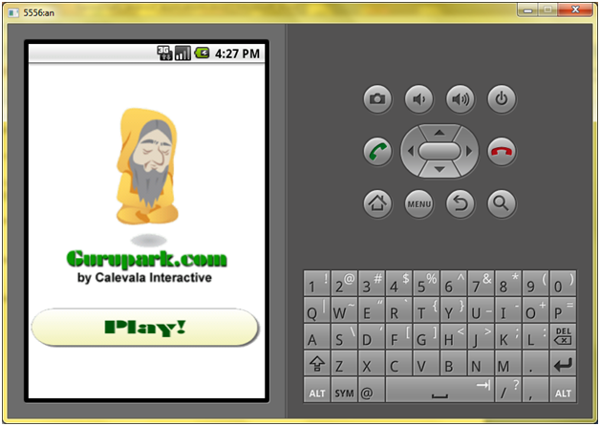 5556:an
3G
4:27 PM
Gurupark.com
by Calevala Interactive
Play!
MENU
1 ! 2 @ 3 # 4 $ 5 % 6 ^ 7 & 8 * 9 ( 0 )
Q | W ~ E " R ` T { Y } U _ I - O + P =
A S \ D ' F [ G ] H < J > K ; L : DEL
Z X C V B N M .
ALT SYM @ / ? , ALT